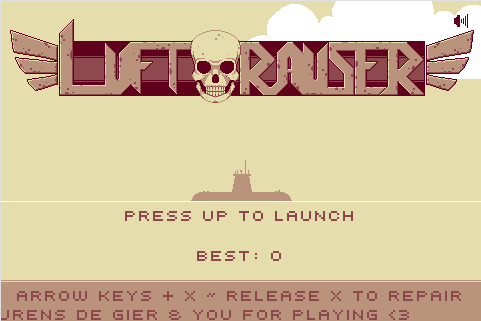 LUFTRAUSER
PRESS UP TO LAUNCH
BEST: 0
ARROW KEYS + X ~ RELEASE X TO REPAIR
JRENS DE GIER & YOU FOR PLAYING <3